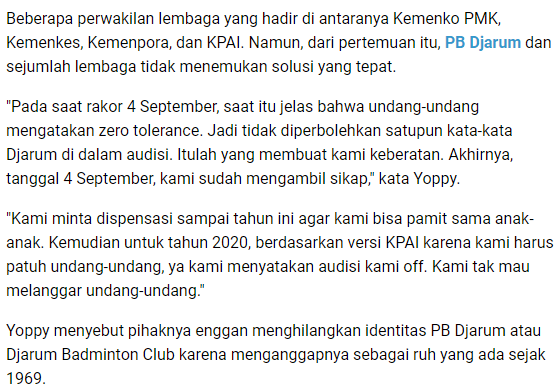 Beberapa perwakilan lembaga yang hadir di antaranya Kemenko PMK,
Kemenkes, Kemenpora, dan KPAI. Namun, dari pertemuan itu, PB Djarum dan
sejumlah lembaga tidak menemukan solusi yang tepat.
"Pada saat rakor 4 September, saat itu jelas bahwa undang-undang
mengatakan zero tolerance. Jadi tidak diperbolehkan satupun kata-kata
Djarum di dalam audisi. Itulah yang membuat kami keberatan. Akhirnya,
tanggal 4 September, kami sudah mengambil sikap," kata Yoppy.
"Kami minta dispensasi sampai tahun ini agar kami bisa pamit sama anak-
anak. Kemudian untuk tahun 2020, berdasarkan versi KPAI karena kami harus
patuh undang-undang, ya kami menyatakan audisi kami off. Kami tak mau
melanggar undang-undang."
Yoppy menyebut pihaknya enggan menghilangkan identitas PB Djarum atau
Djarum Badminton Club karena menganggapnya sebagai ruh yang ada sejak
1969.